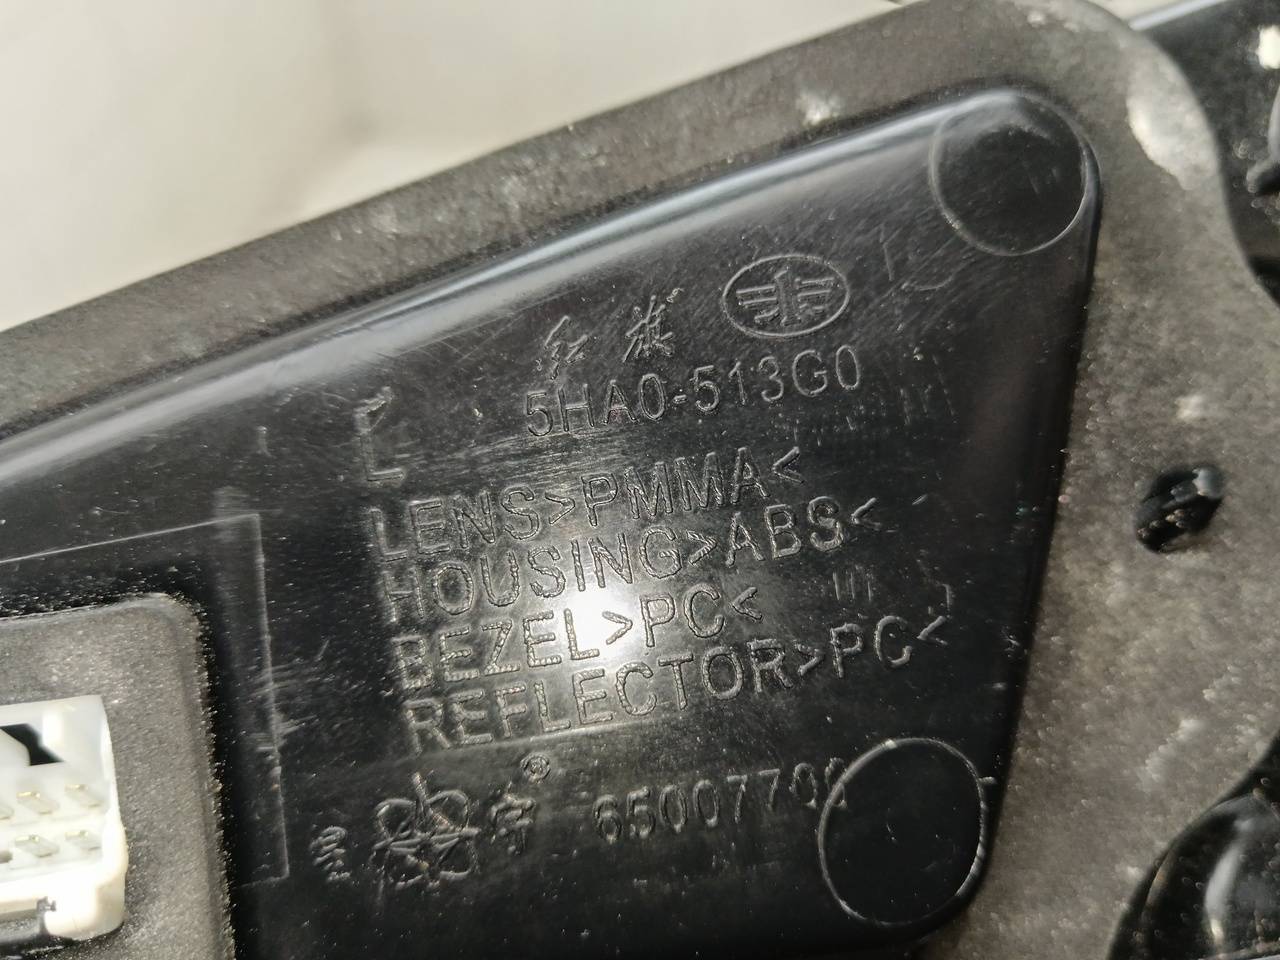 红旗
5HA0-513G0
L
LENS>PMMA<
HOUSING>ABS<
BEZEL>PC<
REFLECTOR>PC<
®